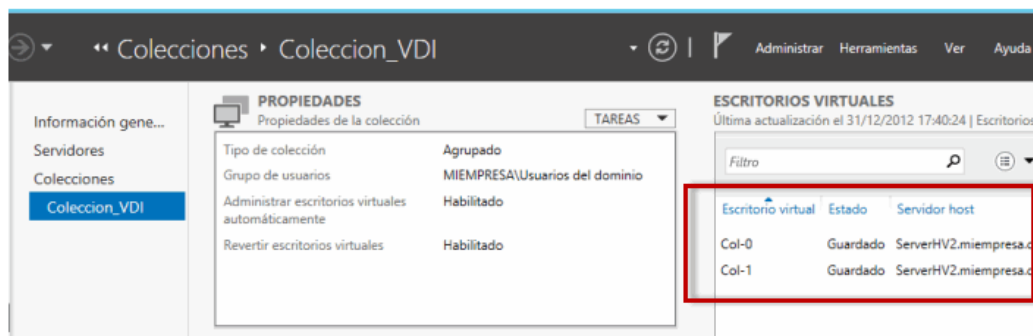 Colecciones ‣ Coleccion_VDI
Administrar Herramientas Ver Ayuda
Información gene...
Servidores
Colecciones
Coleccion_VDI
PROPIEDADES
Propiedades de la colección
TAREAS
Tipo de colección Agrupado
Grupo de usuarios MIEMPRESA\Usuarios del dominio
Administrar escritorios virtuales Habilitado
automáticamente
Revertir escritorios virtuales Habilitado
ESCRITORIOS VIRTUALES
Última actualización el 31/12/2012 17:40:24 | Escritorios
Filtro
Escritorio virtual Estado Servidor host
Col-0 Guardado ServerHV2.miempresa.c
Col-1 Guardado ServerHV2.miempresa.c